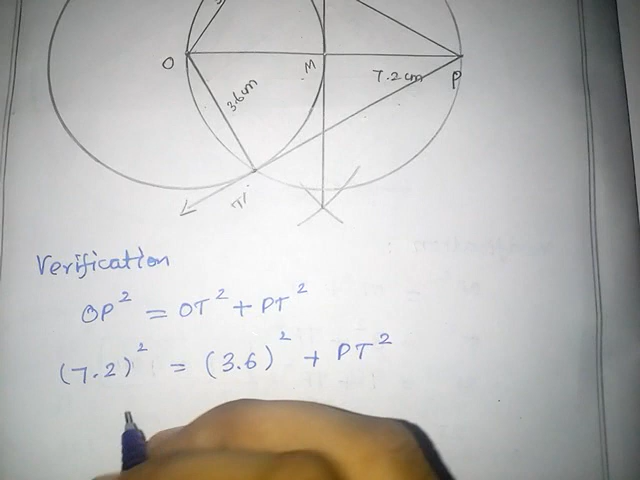 O
M
P
3.6cm
7.2cm
T'
Verification
OP² = OT² + PT²
(7.2)² = (3.6)² + PT²